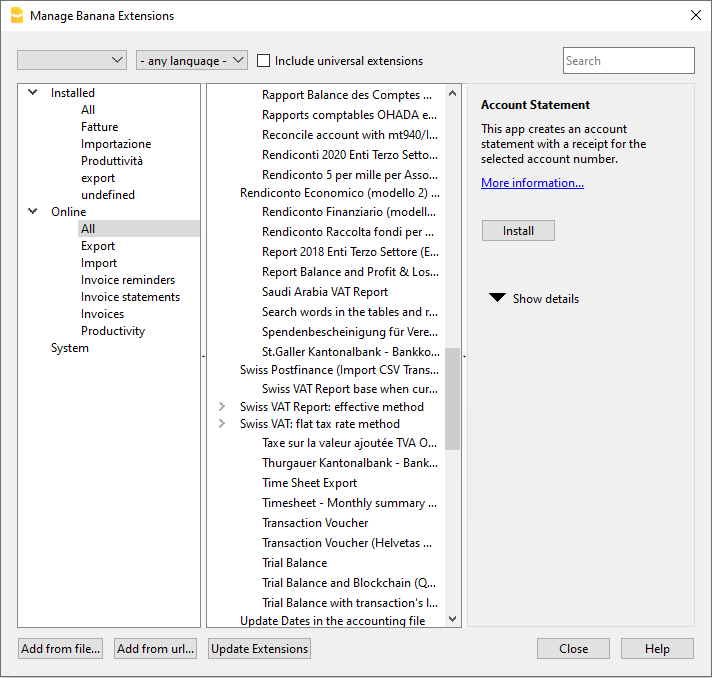 Manage Banana Extensions
- any language -
Include universal extensions
Search
Installed
All
Fatture
Importazione
Produttività
export
undefined
Online
All
Export
Import
Invoice reminders
Invoice statements
Invoices
Productivity
System
Rapport Balance des Comptes ...
Rapports comptables OHADA e...
Reconcile account with mt940/I...
Rendiconti 2020 Enti Terzo Setto...
Rendiconto 5 per mille per Asso...
Rendiconto Economico (modello 2) ...
Rendiconto Finanziario (modell...
Rendiconto Raccolta fondi per ...
Report 2018 Enti Terzo Settore (E...
Report Balance and Profit & Los...
Saudi Arabia VAT Report
Search words in the tables and r...
Spendenbescheinigung für Vere...
St.Galler Kantonalbank - Bankko...
Swiss Postfinance (Import CSV Trans...
Swiss VAT Report base when cur...
Swiss VAT Report: effective method
Swiss VAT: flat tax rate method
Taxe sur la valeur ajoutée TVA O...
Thurgauer Kantonalbank - Bank...
Time Sheet Export
Timesheet - Monthly summary ...
Transaction Voucher
Transaction Voucher (Helvetas ...
Trial Balance
Trial Balance and Blockchain (Q...
Trial Balance with transaction's l...
Update Dates in the accounting file
Account Statement
This app creates an account
statement with a receipt for the
selected account number.
More information...
Install
Show details
Add from file...
Add from url...
Update Extensions
Close
Help